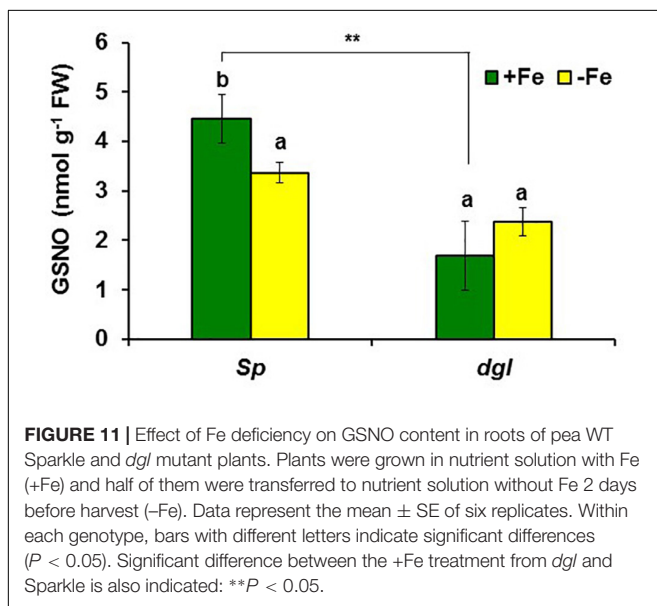 6
5
4
3
2
1
0
GSNO (nmol g⁻¹ FW)
**
+Fe -Fe
b
a
a
a
Sp dgl
FIGURE 11 | Effect of Fe deficiency on GSNO content in roots of pea WT
Sparkle and dgl mutant plants. Plants were grown in nutrient solution with Fe
(+Fe) and half of them were transferred to nutrient solution without Fe 2 days
before harvest (–Fe). Data represent the mean ± SE of six replicates. Within
each genotype, bars with different letters indicate significant differences
(P < 0.05). Significant difference between the +Fe treatment from dgl and
Sparkle is also indicated: **P < 0.05.